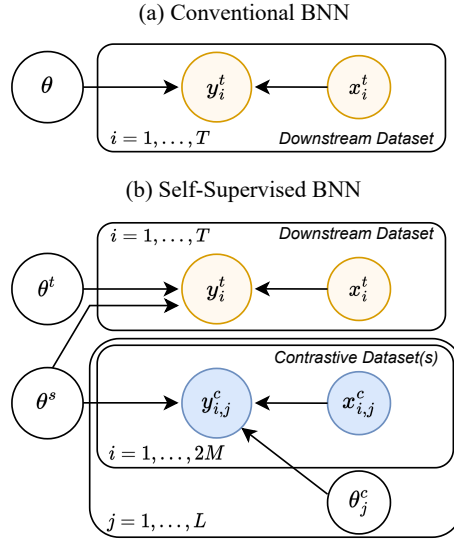 (a) Conventional BNN
θ
y_i^t
x_i^t
i = 1, . . . , T
Downstream Dataset
(b) Self-Supervised BNN
i = 1, . . . , T
Downstream Dataset
θ^t
y_i^t
x_i^t
Contrastive Dataset(s)
θ^s
y_{i,j}^c
x_{i,j}^c
i = 1, . . . , 2M
θ_j^c
j = 1, . . . , L